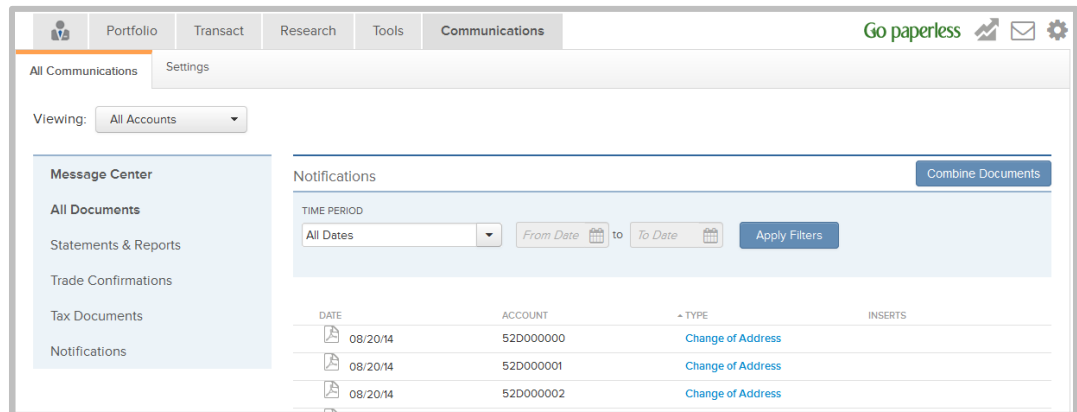 Portfolio Transact Research Tools Communications Go paperless
All Communications Settings
Viewing: All Accounts
Message Center
All Documents
Statements & Reports
Trade Confirmations
Tax Documents
Notifications
Notifications Combine Documents
TIME PERIOD
All Dates From Date to To Date Apply Filters
DATE ACCOUNT TYPE INSERTS
08/20/14 52D000000 Change of Address
08/20/14 52D000001 Change of Address
08/20/14 52D000002 Change of Address